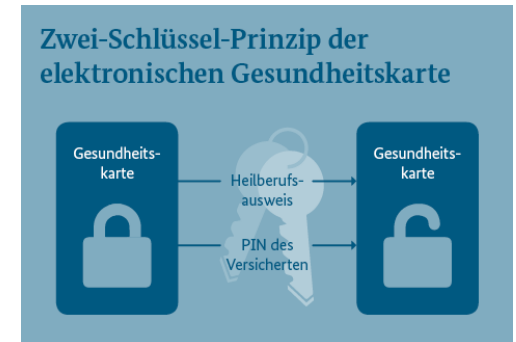 Zwei-Schlüssel-Prinzip der
elektronischen Gesundheitskarte
Gesundheits-
karte
Heilberufs-
ausweis
PIN des
Versicherten
Gesundheits-
karte